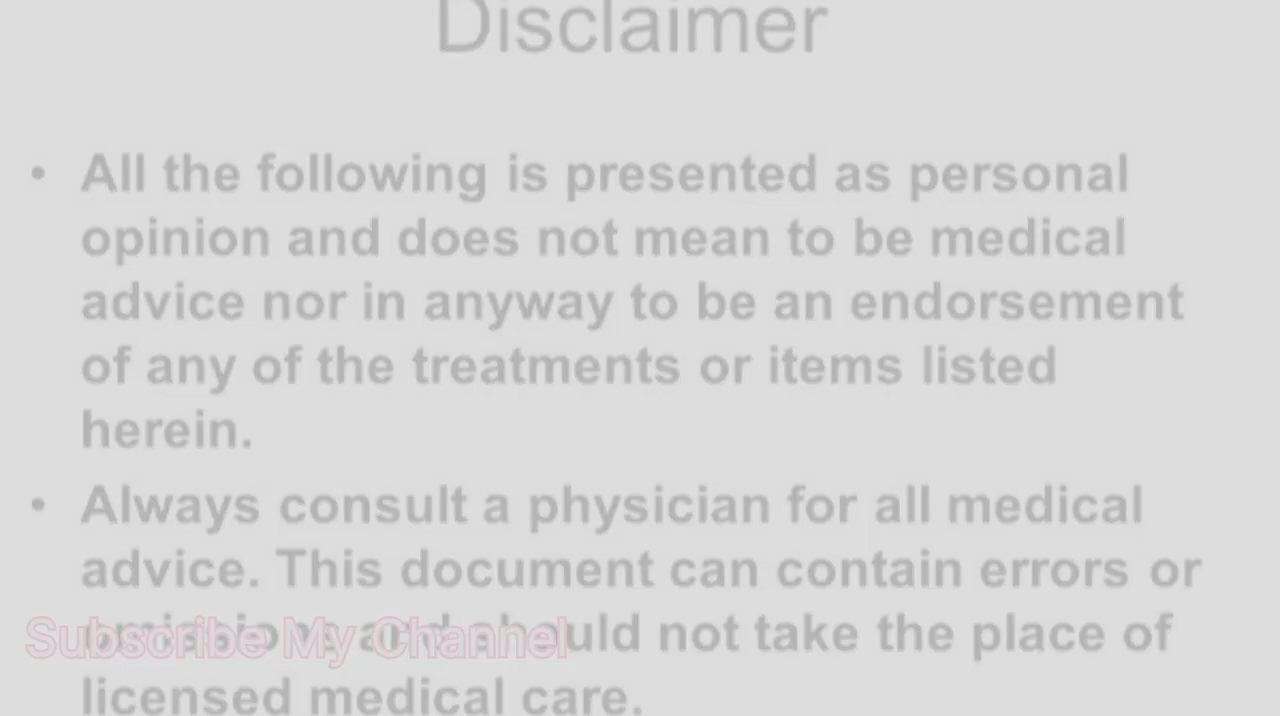 Disclaimer
• All the following is presented as personal
opinion and does not mean to be medical
advice nor in anyway to be an endorsement
of any of the treatments or items listed
herein.
• Always consult a physician for all medical
advice. This document can contain errors or
omissions and should not take the place of
Subscribe My Channel
licensed medical care.